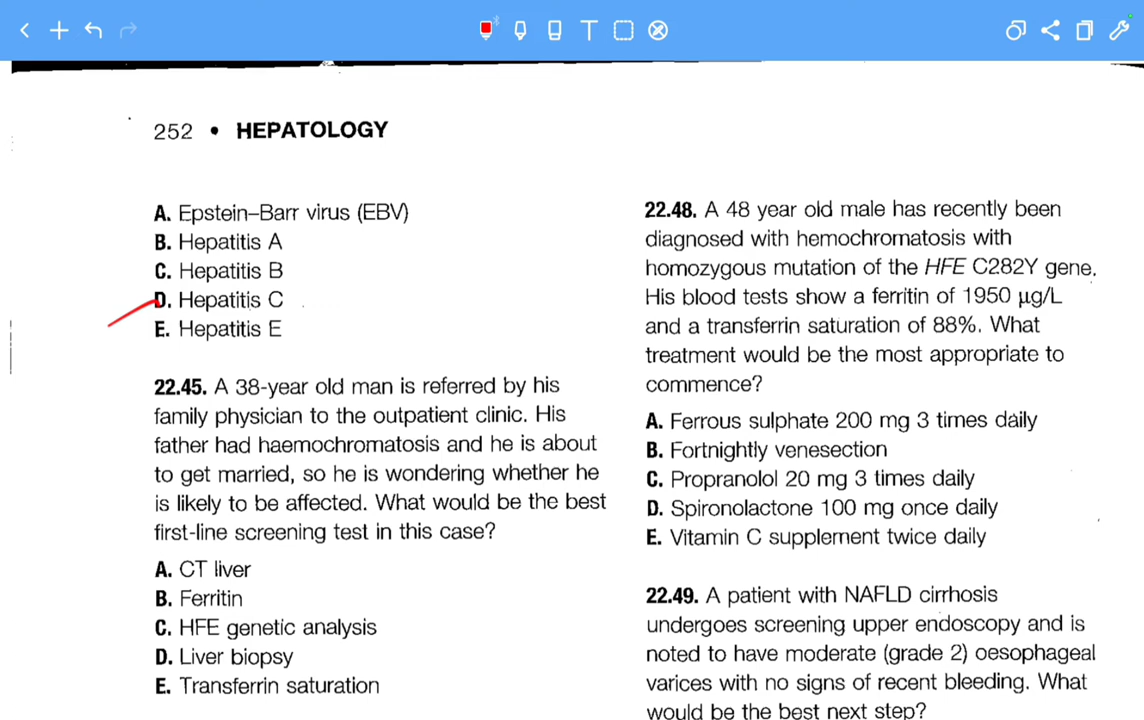 252 • HEPATOLOGY
A. Epstein–Barr virus (EBV)
B. Hepatitis A
C. Hepatitis B
D. Hepatitis C
E. Hepatitis E
22.45. A 38-year old man is referred by his
family physician to the outpatient clinic. His
father had haemochromatosis and he is about
to get married, so he is wondering whether he
is likely to be affected. What would be the best
first-line screening test in this case?
A. CT liver
B. Ferritin
C. HFE genetic analysis
D. Liver biopsy
E. Transferrin saturation
22.48. A 48 year old male has recently been
diagnosed with hemochromatosis with
homozygous mutation of the HFE C282Y gene.
His blood tests show a ferritin of 1950 μg/L
and a transferrin saturation of 88%. What
treatment would be the most appropriate to
commence?
A. Ferrous sulphate 200 mg 3 times daily
B. Fortnightly venesection
C. Propranolol 20 mg 3 times daily
D. Spironolactone 100 mg once daily
E. Vitamin C supplement twice daily
22.49. A patient with NAFLD cirrhosis
undergoes screening upper endoscopy and is
noted to have moderate (grade 2) oesophageal
varices with no signs of recent bleeding. What
would be the best next step?